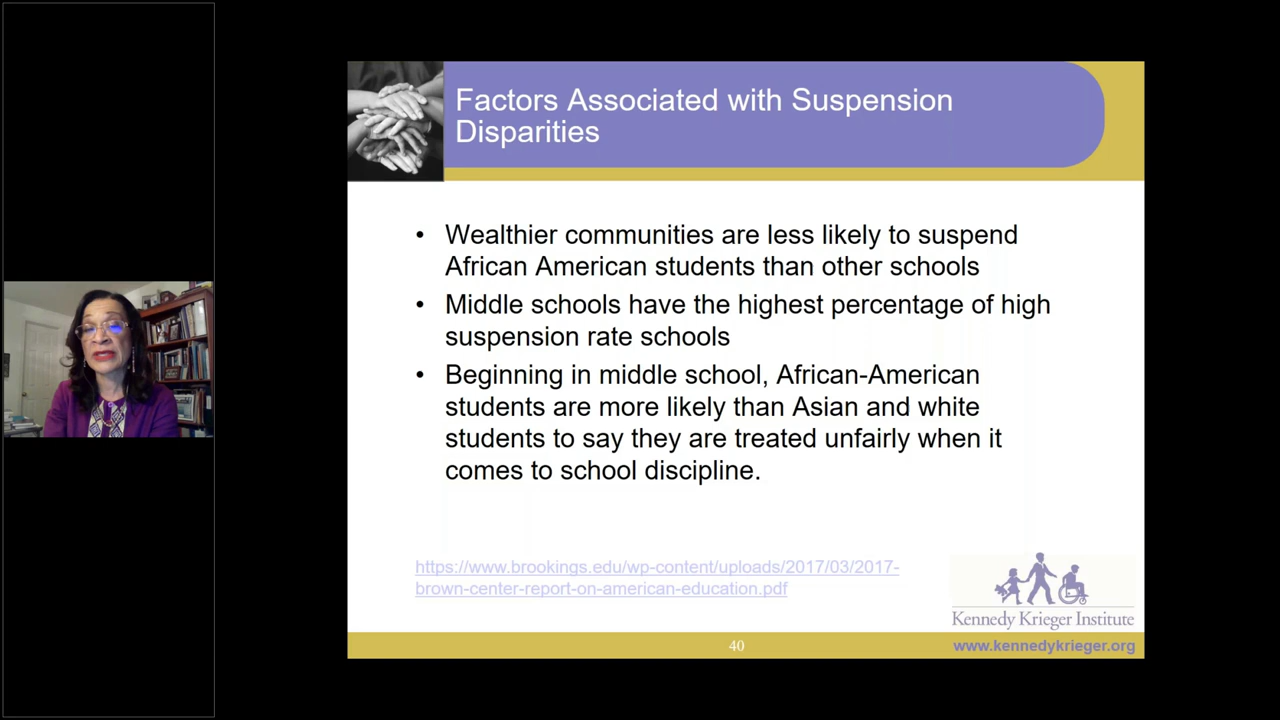 Factors Associated with Suspension
Disparities
• Wealthier communities are less likely to suspend
African American students than other schools
• Middle schools have the highest percentage of high
suspension rate schools
• Beginning in middle school, African-American
students are more likely than Asian and white
students to say they are treated unfairly when it
comes to school discipline.
https://www.brookings.edu/wp-content/uploads/2017/03/2017-
brown-center-report-on-american-education.pdf
Kennedy Krieger Institute
40
www.kennedykrieger.org